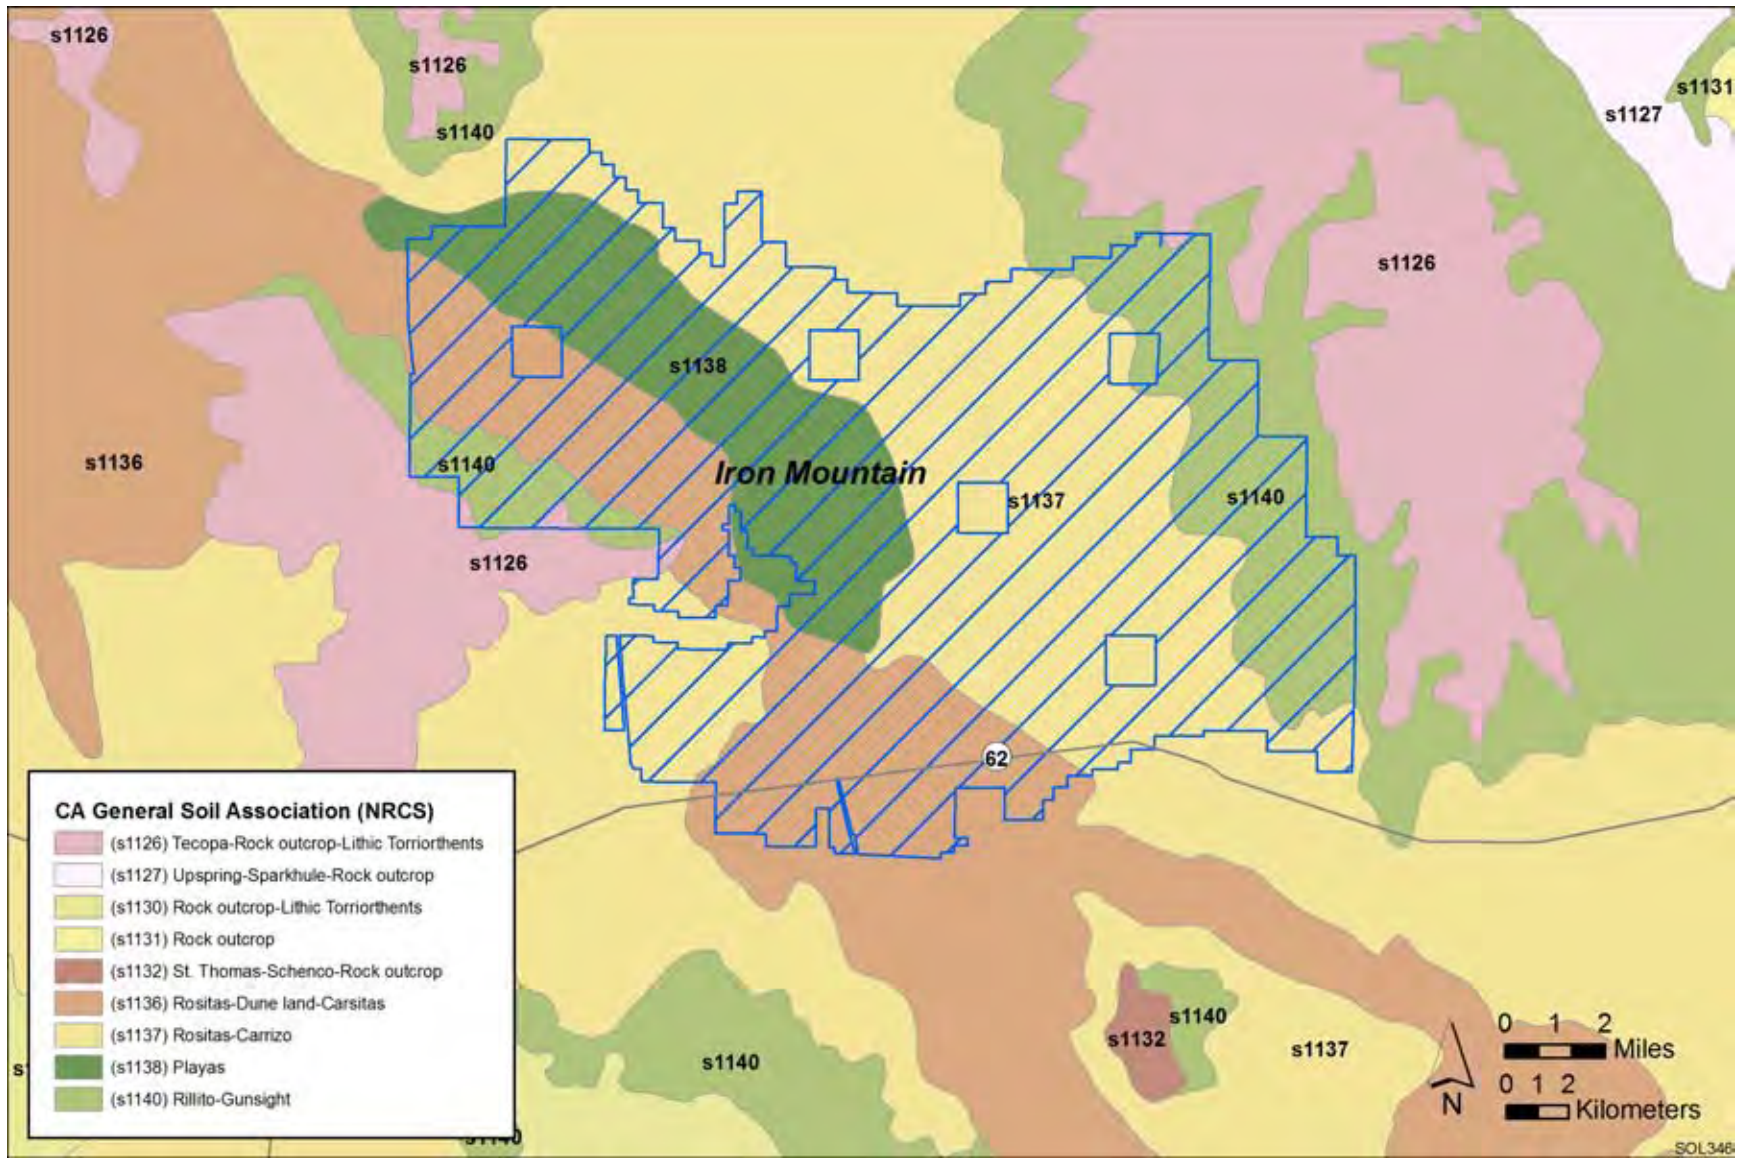 s1126
s1126
s1140
s1131
s1127
s1126
s1138
s1136
s1140
Iron Mountain
s1137
s1140
s1126
62
CA General Soil Association (NRCS)
(s1126) Tecopa-Rock outcrop-Lithic Torriorthents
(s1127) Upspring-Sparkhule-Rock outcrop
(s1130) Rock outcrop-Lithic Torriorthents
(s1131) Rock outcrop
(s1132) St. Thomas-Schenco-Rock outcrop
(s1136) Rositas-Dune land-Carsitas
(s1137) Rositas-Carrizo
(s1138) Playas
(s1140) Rillito-Gunsight
s1140
s1132
s1140
s1137
0 1 2
Miles
0 1 2
Kilometers
N
s1140